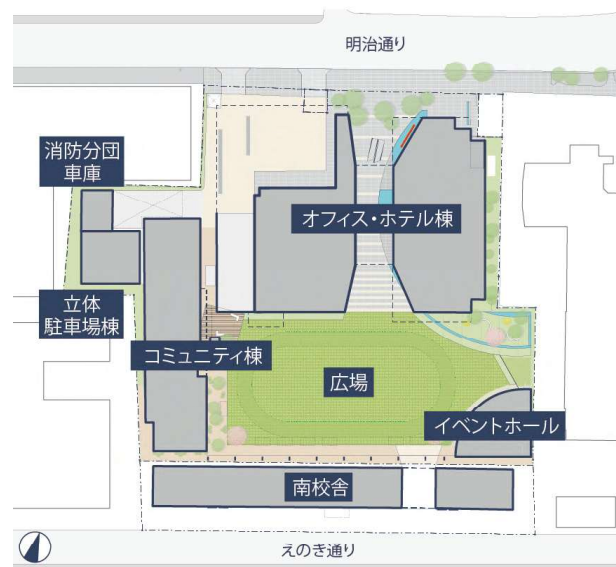 明治通り
消防分団
車庫
オフィス・ホテル棟
立体
駐車場棟
コミュニティ棟
広場
イベントホール
南校舎
えのき通り